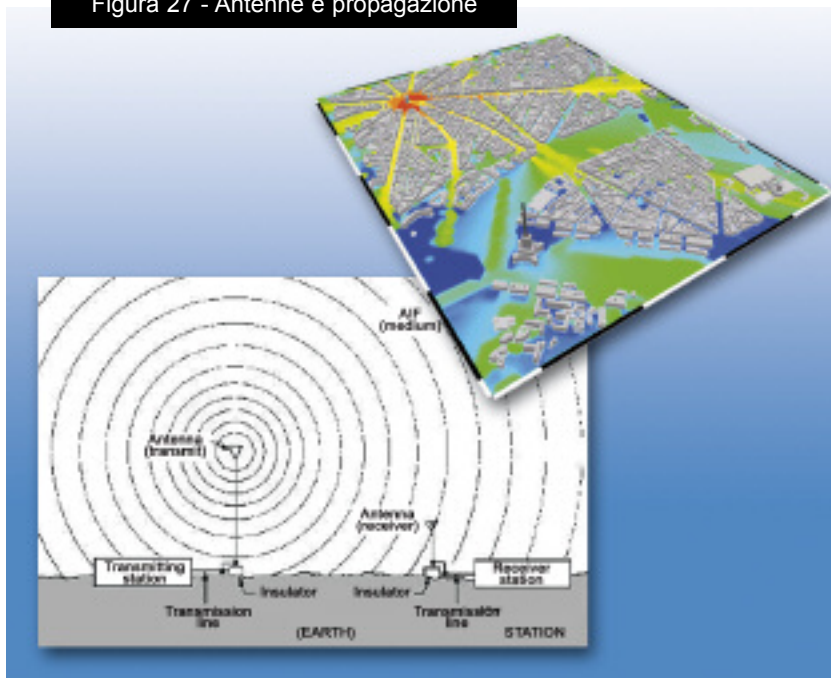 Figura 27 - Antenne e propagazione
AIF
(medium)
Antenna
(transmit)
Antenna
(receiver)
Transmitting
station
Receiver
station
Insulator
Insulator
Transmission
line
Transmission
line
(EARTH)
STATION